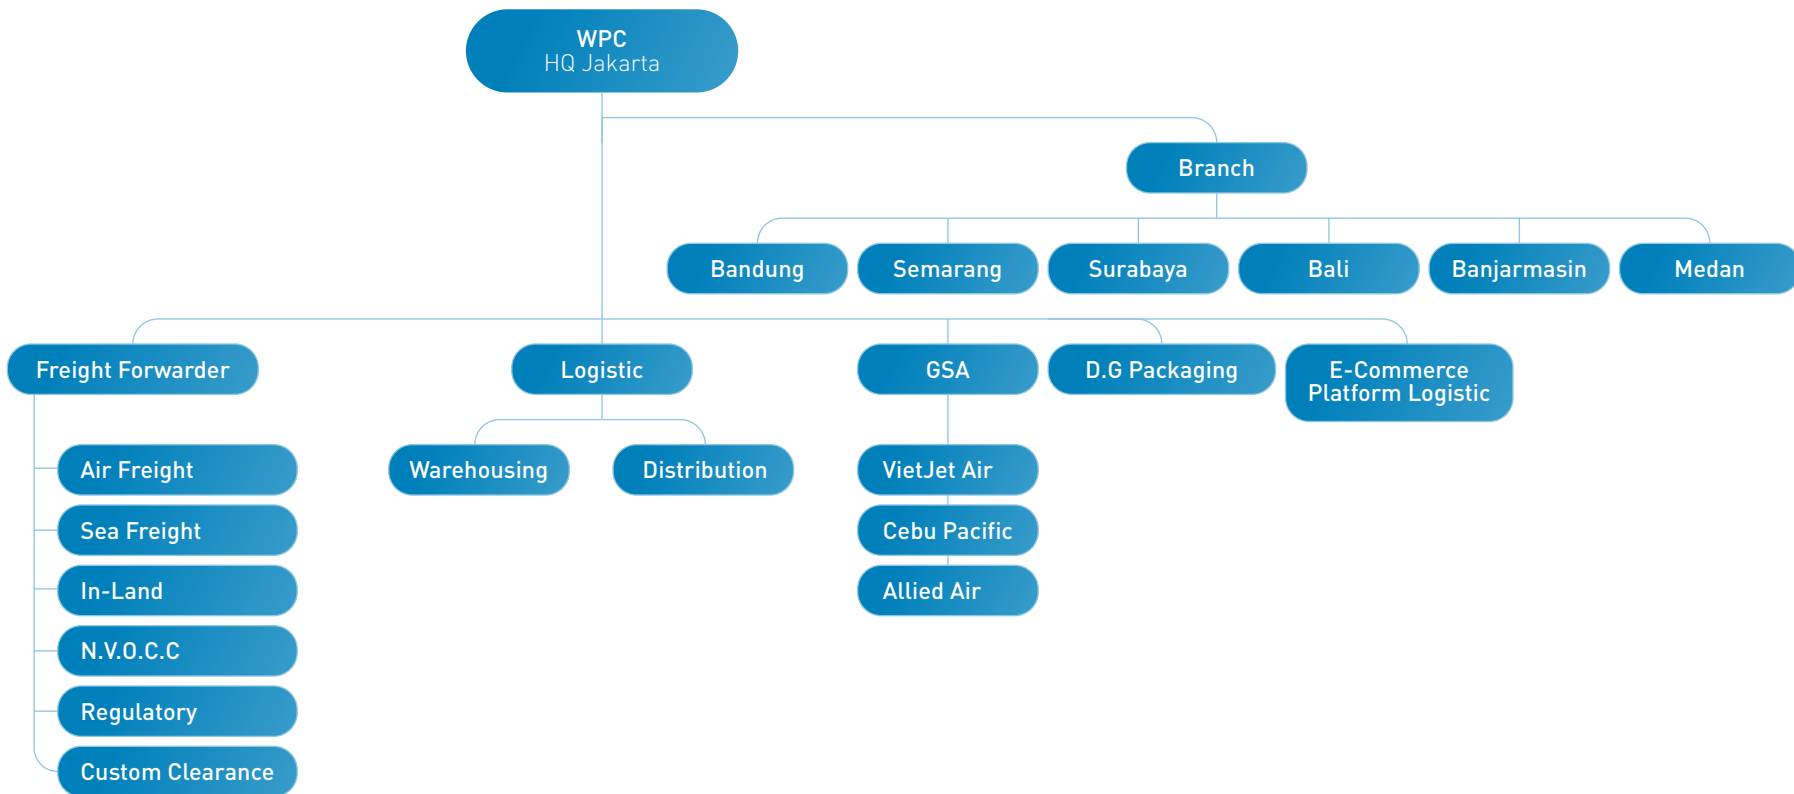 WPC
HQ Jakarta
Branch
Bandung
Semarang
Surabaya
Bali
Banjarmasin
Medan
Freight Forwarder
Logistic
GSA
D.G Packaging
E-Commerce
Platform Logistic
Air Freight
Sea Freight
In-Land
N.V.O.C.C
Regulatory
Custom Clearance
Warehousing
Distribution
VietJet Air
Cebu Pacific
Allied Air